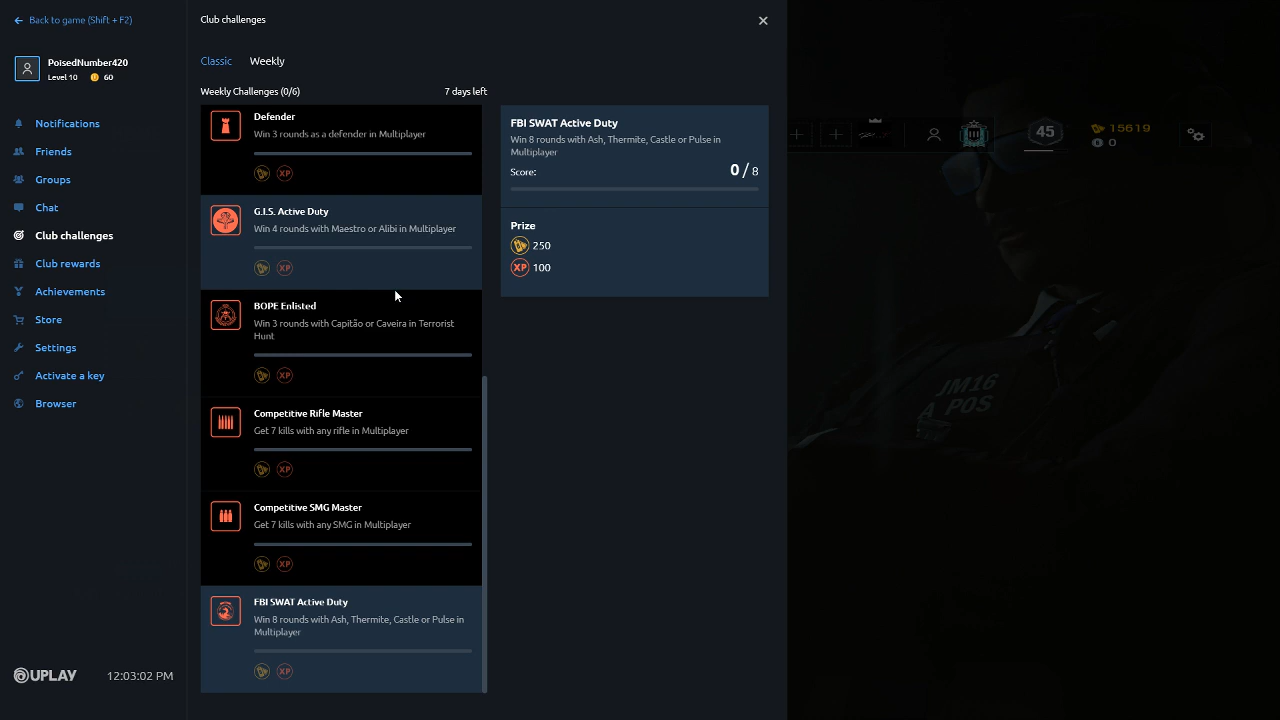 Back to game (Shift + F2)
PoisedNumber420
Level 10 60
Notifications
Friends
Groups
Chat
Club challenges
Club rewards
Achievements
Store
Settings
Activate a key
Browser
UPLAY 12:03:02 PM
Club challenges
Classic Weekly
Weekly Challenges (0/6) 7 days left
Defender
Win 3 rounds as a defender in Multiplayer
XP
G.I.S. Active Duty
Win 4 rounds with Maestro or Alibi in Multiplayer
XP
BOPE Enlisted
Win 3 rounds with Capitão or Caveira in Terrorist
Hunt
XP
Competitive Rifle Master
Get 7 kills with any rifle in Multiplayer
XP
Competitive SMG Master
Get 7 kills with any SMG in Multiplayer
XP
FBI SWAT Active Duty
Win 8 rounds with Ash, Thermite, Castle or Pulse in
Multiplayer
XP
FBI SWAT Active Duty
Win 8 rounds with Ash, Thermite, Castle or Pulse in
Multiplayer
Score: 0 / 8
Prize
250
XP 100
45
15619
0
JM16
A POS